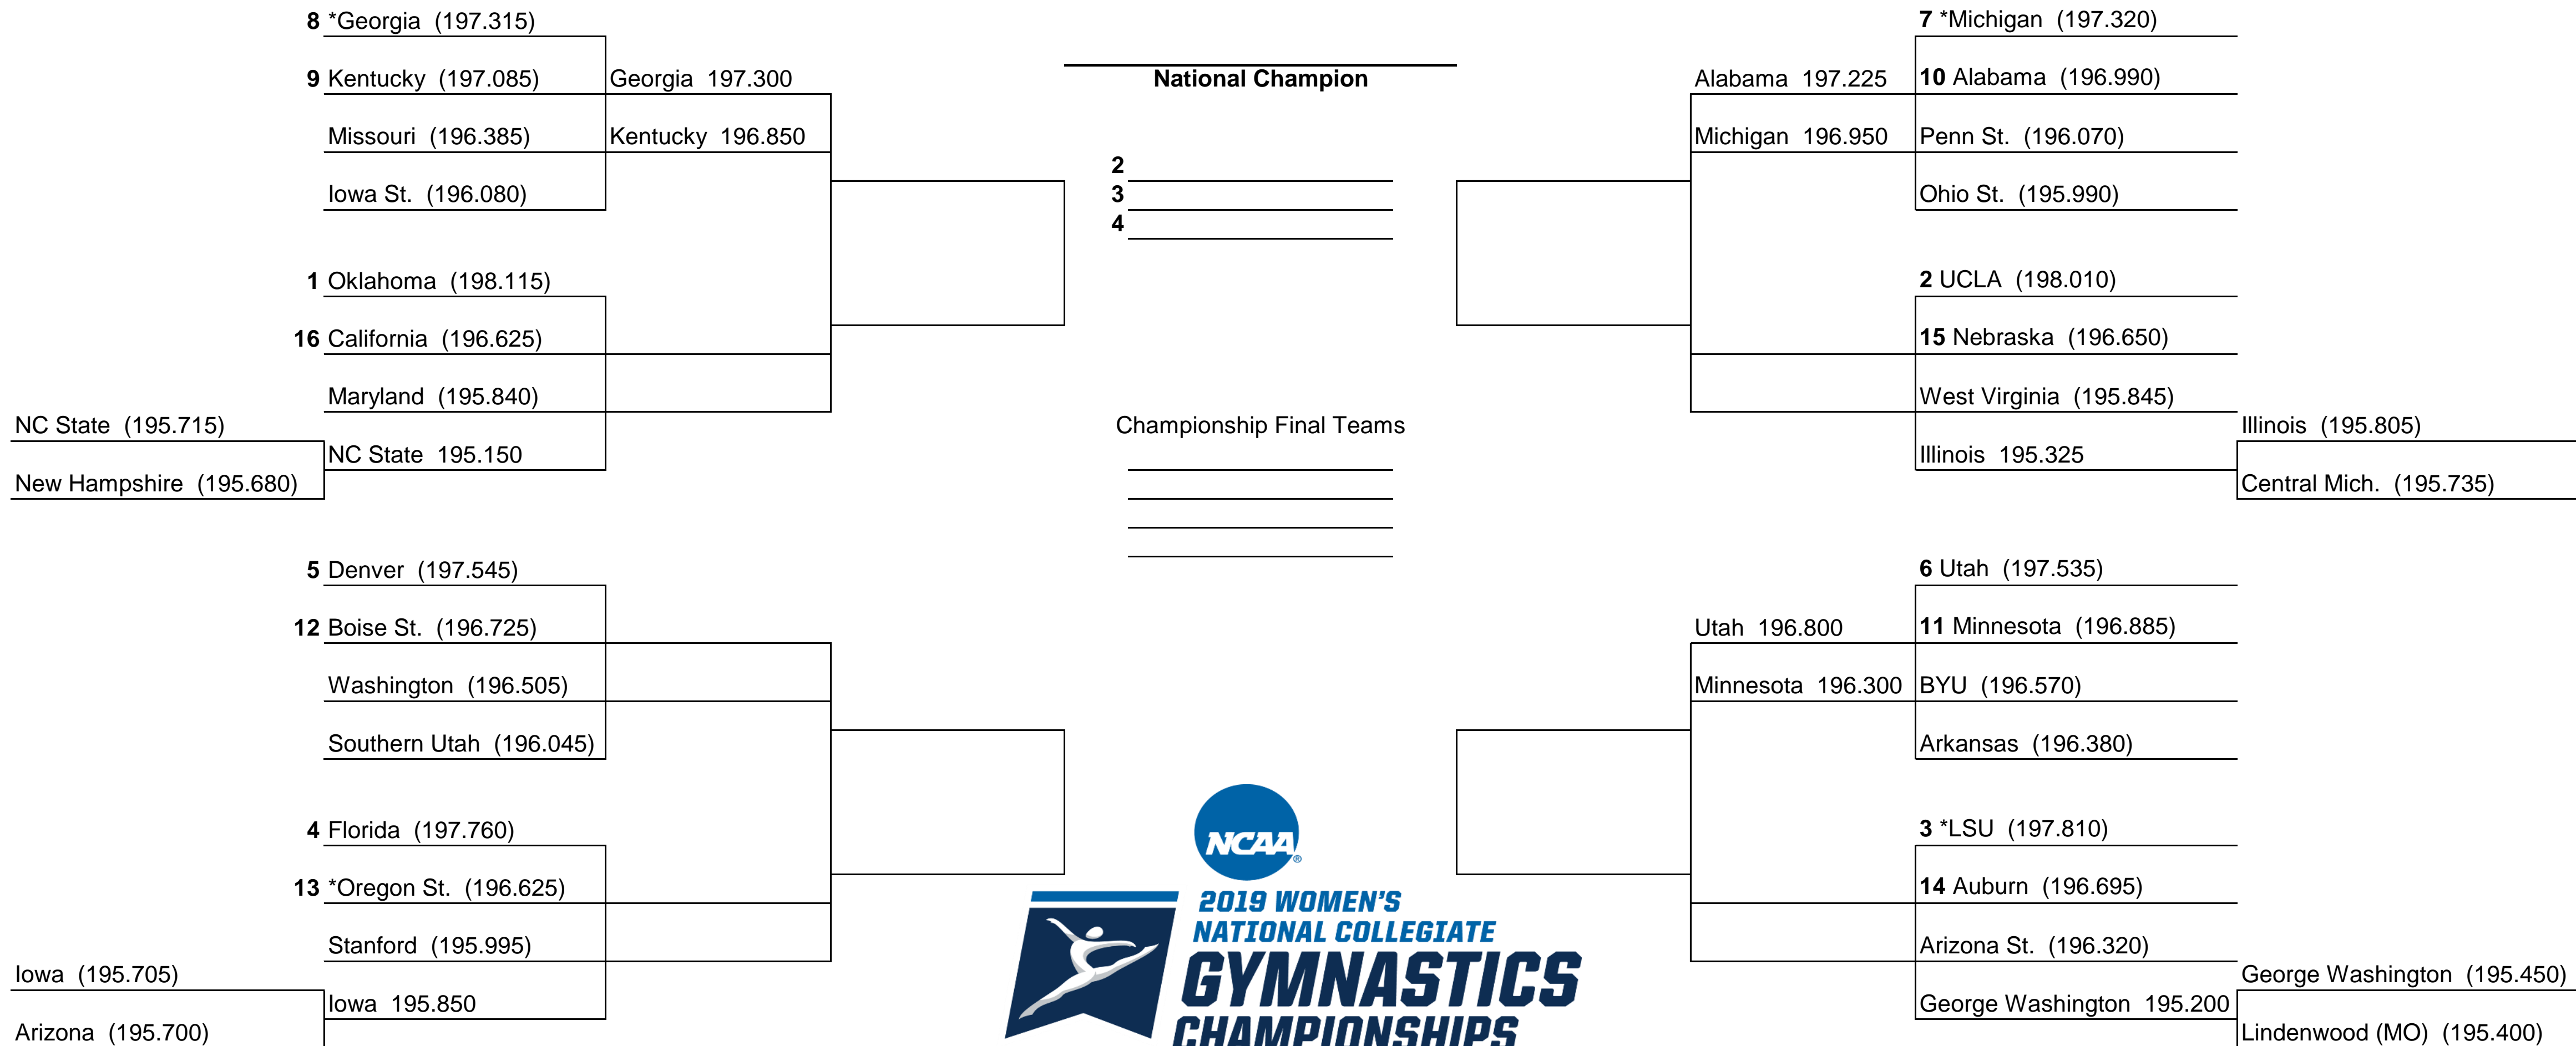 8 *Georgia (197.315)
9 Kentucky (197.085)
Missouri (196.385)
Iowa St. (196.080)
Georgia 197.300
Kentucky 196.850
1 Oklahoma (198.115)
16 California (196.625)
Maryland (195.840)
NC State 195.150
NC State (195.715)
New Hampshire (195.680)
5 Denver (197.545)
12 Boise St. (196.725)
Washington (196.505)
Southern Utah (196.045)
4 Florida (197.760)
13 *Oregon St. (196.625)
Stanford (195.995)
Iowa 195.850
Iowa (195.705)
Arizona (195.700)
National Champion
2
3
4
Championship Final Teams
NCAA®
2019 WOMEN'S
NATIONAL COLLEGIATE
GYMNASTICS
CHAMPIONSHIPS
Alabama 197.225
Michigan 196.950
7 *Michigan (197.320)
10 Alabama (196.990)
Penn St. (196.070)
Ohio St. (195.990)
2 UCLA (198.010)
15 Nebraska (196.650)
West Virginia (195.845)
Illinois 195.325
Illinois (195.805)
Central Mich. (195.735)
Utah 196.800
Minnesota 196.300
6 Utah (197.535)
11 Minnesota (196.885)
BYU (196.570)
Arkansas (196.380)
3 *LSU (197.810)
14 Auburn (196.695)
Arizona St. (196.320)
George Washington 195.200
George Washington (195.450)
Lindenwood (MO) (195.400)